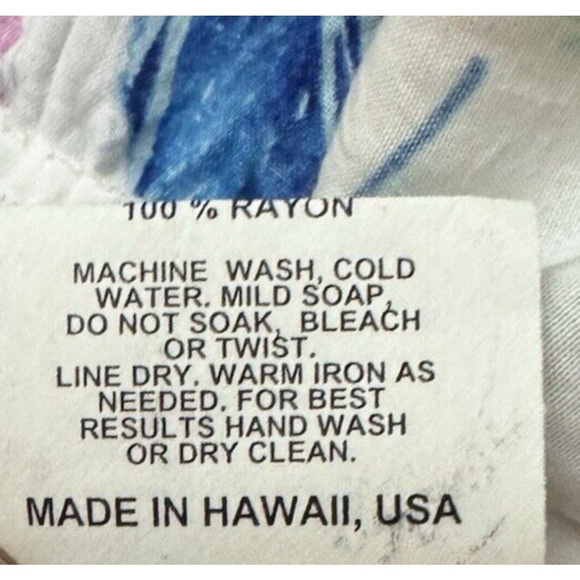 100 % RAYON
MACHINE WASH, COLD
WATER. MILD SOAP,
DO NOT SOAK, BLEACH
OR TWIST.
LINE DRY. WARM IRON AS
NEEDED. FOR BEST
RESULTS HAND WASH
OR DRY CLEAN.
MADE IN HAWAII, USA